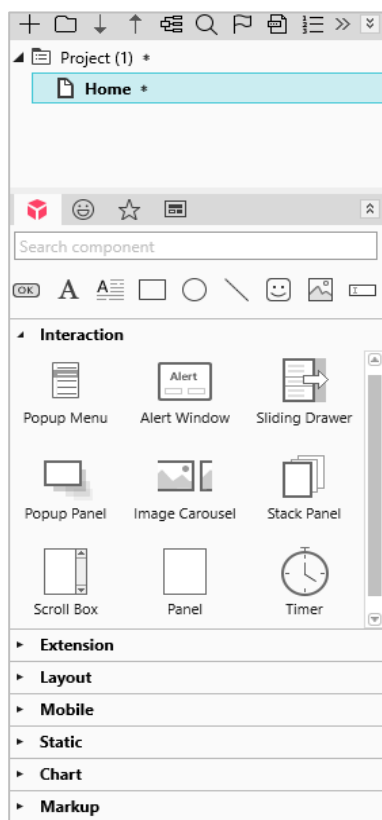 Project (1) *
Home *
Search component
OK A A
Interaction
Popup Menu Alert Window Sliding Drawer
Alert
Popup Panel Image Carousel Stack Panel
Scroll Box Panel Timer
Extension
Layout
Mobile
Static
Chart
Markup